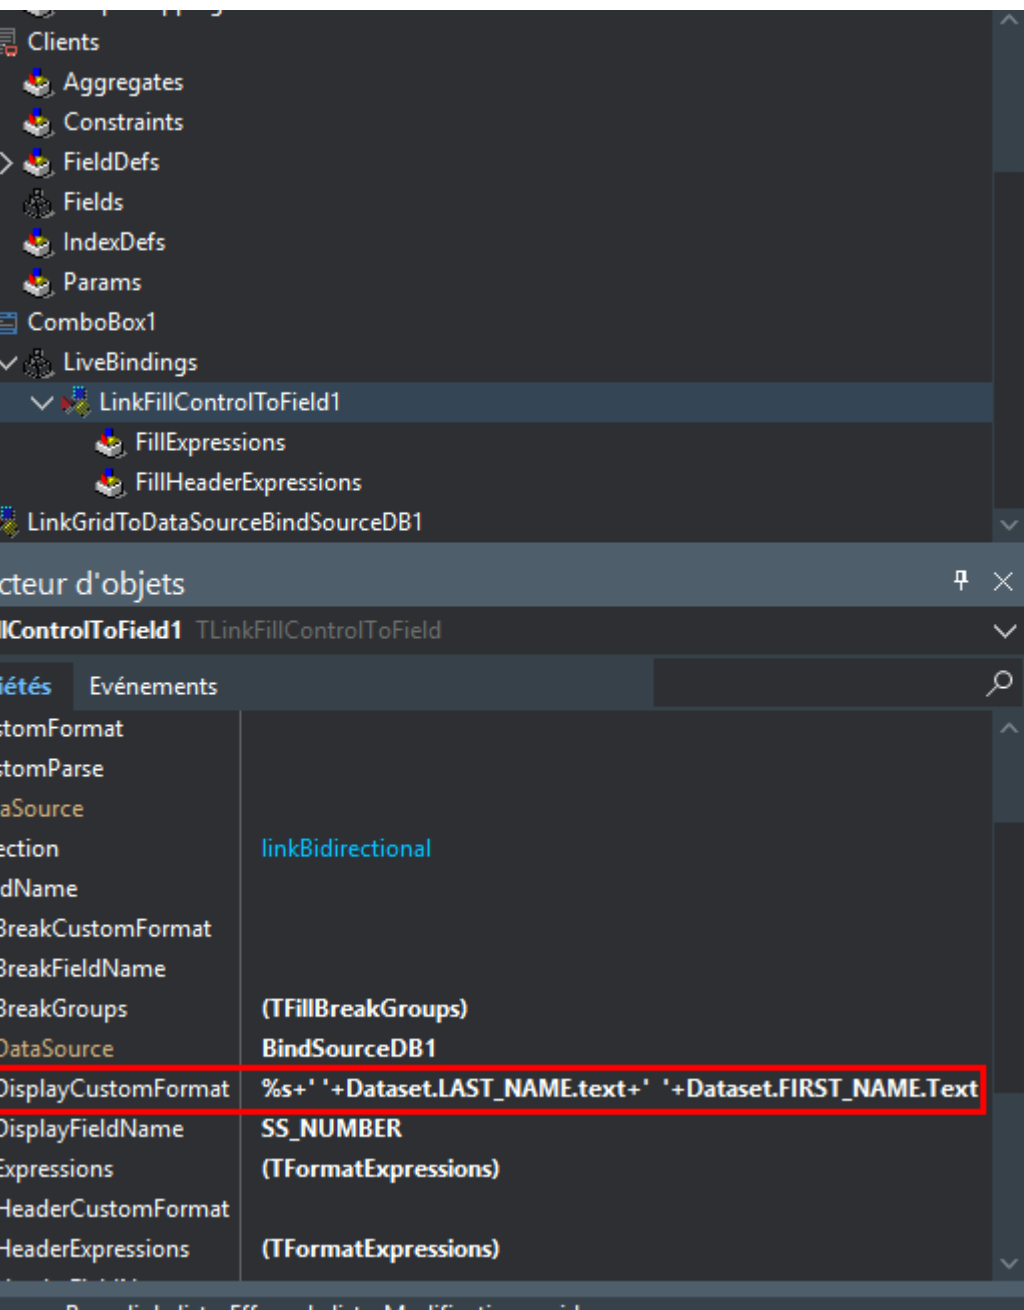 Clients
Aggregates
Constraints
FieldDefs
Fields
IndexDefs
Params
ComboBox1
LiveBindings
LinkFillControlToField1
FillExpressions
FillHeaderExpressions
LinkGridToDataSourceBindSourceDB1
cteur d'objets
llControlToField1 TLinkFillControlToField
iétés Evénements
stomFormat
stomParse
aSource
ection linkBidirectional
dName
BreakCustomFormat
BreakFieldName
BreakGroups (TFillBreakGroups)
DataSource BindSourceDB1
DisplayCustomFormat %s+' '+Dataset.LAST_NAME.text+' '+Dataset.FIRST_NAME.Text
DisplayFieldName SS_NUMBER
Expressions (TFormatExpressions)
HeaderCustomFormat
HeaderExpressions (TFormatExpressions)